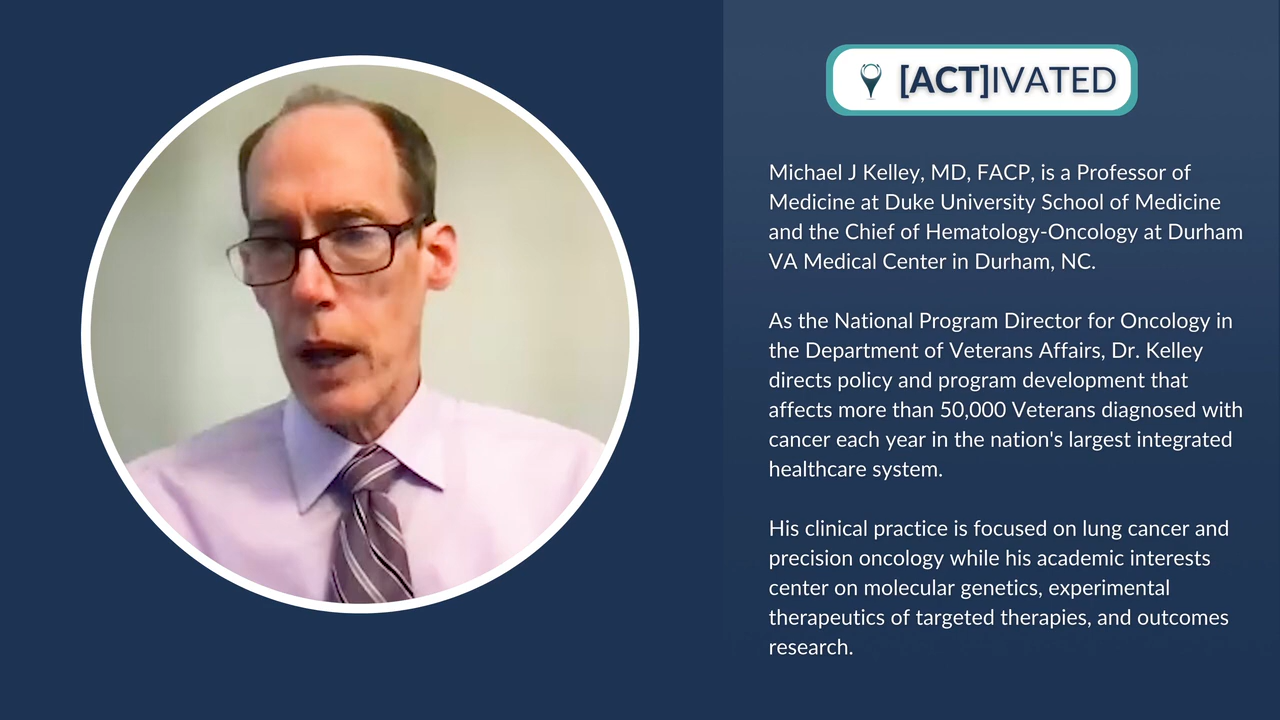 [ACT]IVATED
Michael J Kelley, MD, FACP, is a Professor of
Medicine at Duke University School of Medicine
and the Chief of Hematology-Oncology at Durham
VA Medical Center in Durham, NC.
As the National Program Director for Oncology in
the Department of Veterans Affairs, Dr. Kelley
directs policy and program development that
affects more than 50,000 Veterans diagnosed with
cancer each year in the nation's largest integrated
healthcare system.
His clinical practice is focused on lung cancer and
precision oncology while his academic interests
center on molecular genetics, experimental
therapeutics of targeted therapies, and outcomes
research.